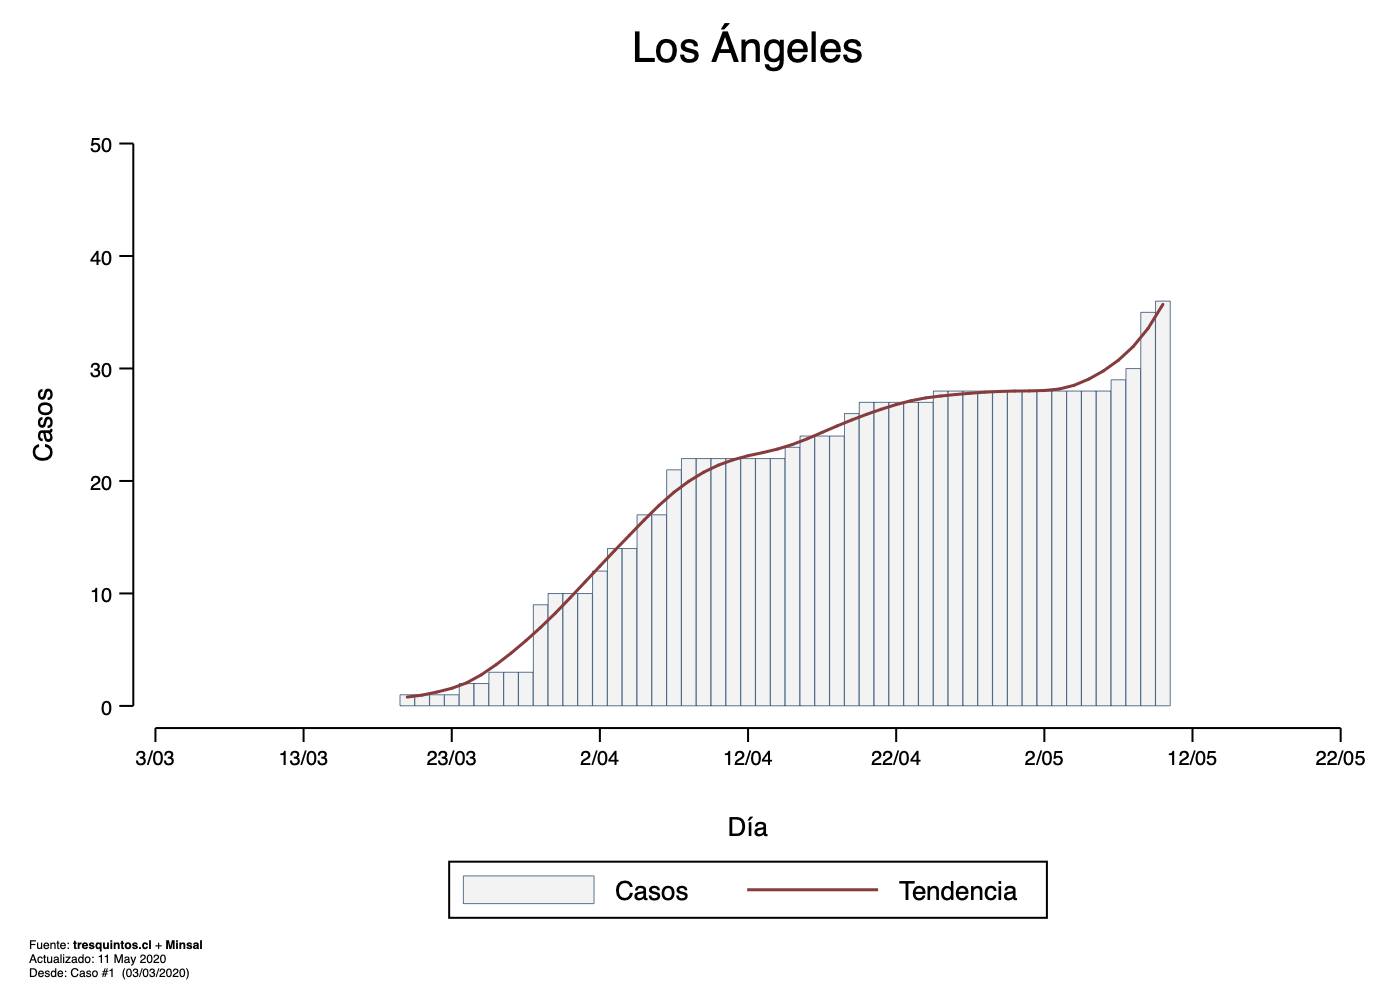 Los Ángeles
50
40
30
20
10
0
Casos
3/03 13/03 23/03 2/04 12/04 22/04 2/05 12/05 22/05
Día
Casos Tendencia
Fuente: tresquintos.cl + Minsal
Actualizado: 11 May 2020
Desde: Caso #1 (03/03/2020)